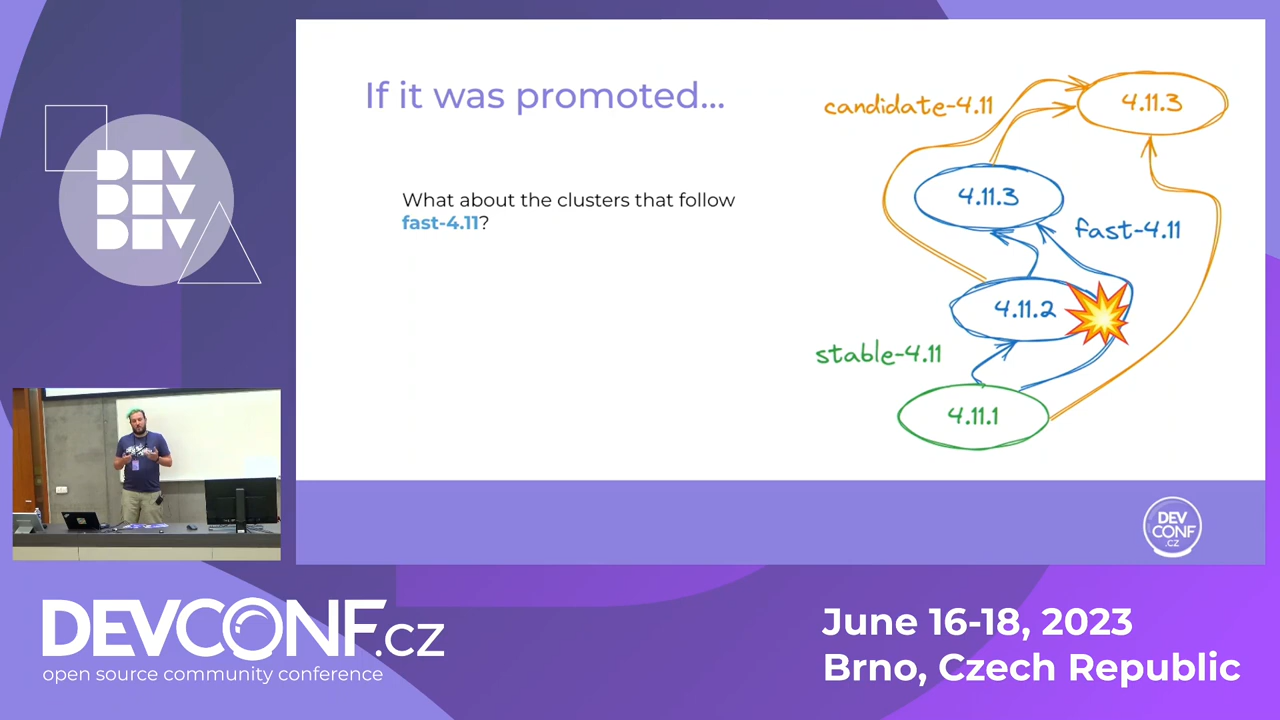 DEV
DEV
DEV
If it was promoted...
What about the clusters that follow
fast-4.11?
candidate-4.11
4.11.3
4.11.3
fast-4.11
4.11.2
stable-4.11
4.11.1
DEV
CONF
.CZ
DEVCONF.cz
open source community conference
June 16-18, 2023
Brno, Czech Republic